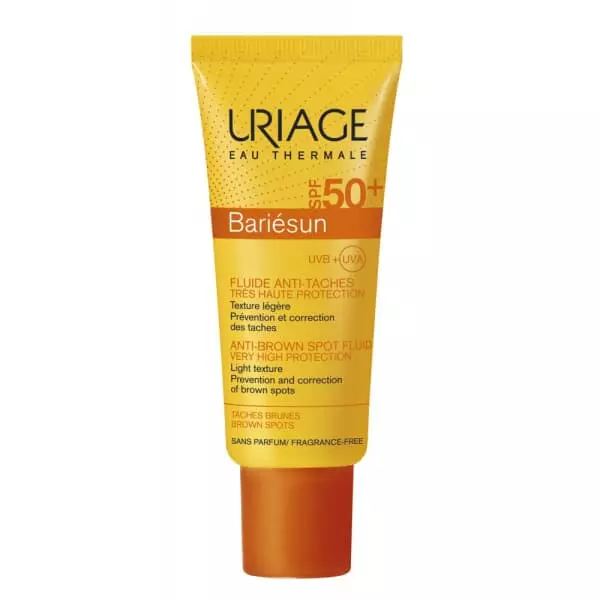 URIAGE
EAU THERMALE
SPF 50+
Bariésun
UVB + UVA
FLUIDE ANTI-TACHES
TRÈS HAUTE PROTECTION
Texture légère
Prévention et correction
des taches
ANTI-BROWN SPOT FLUID
VERY HIGH PROTECTION
Light texture
Prevention and correction
of brown spots
TACHES BRUNES
BROWN SPOTS
SANS PARFUM/ FRAGRANCE-FREE